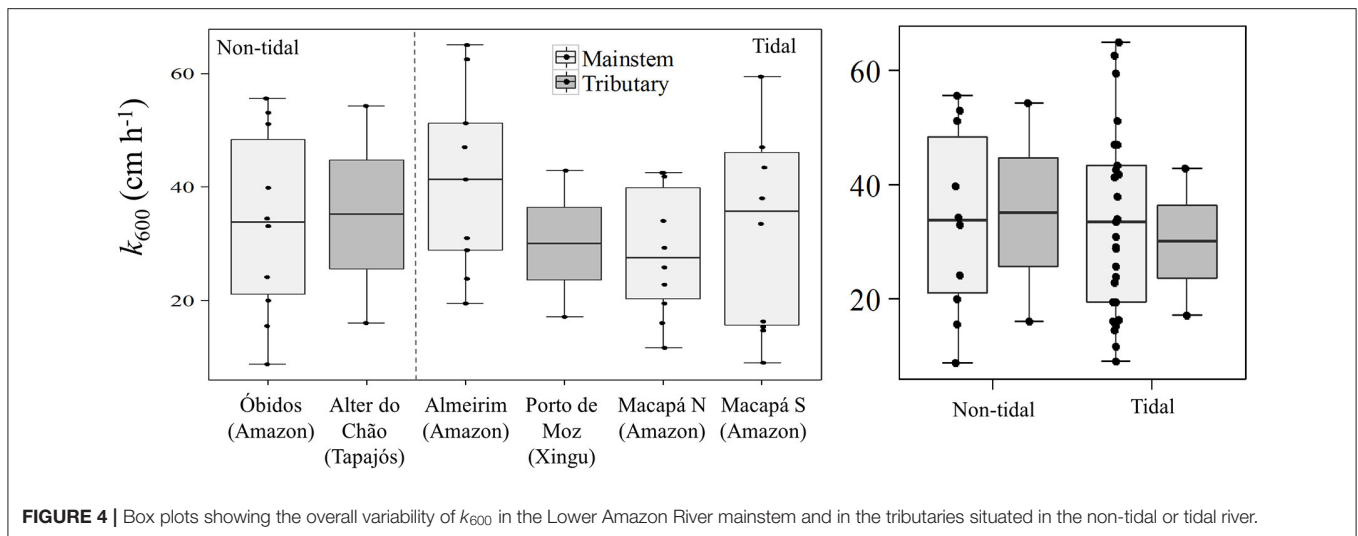 Non-tidal
Tidal
Mainstem
Tributary
k600 (cm h-1)
60
40
20
Óbidos
(Amazon)
Alter do
Chão
(Tapajós)
Almeirim
(Amazon)
Porto de
Moz
(Xingu)
Macapá N
(Amazon)
Macapá S
(Amazon)
60
40
20
Non-tidal
Tidal
FIGURE 4 | Box plots showing the overall variability of k600 in the Lower Amazon River mainstem and in the tributaries situated in the non-tidal or tidal river.